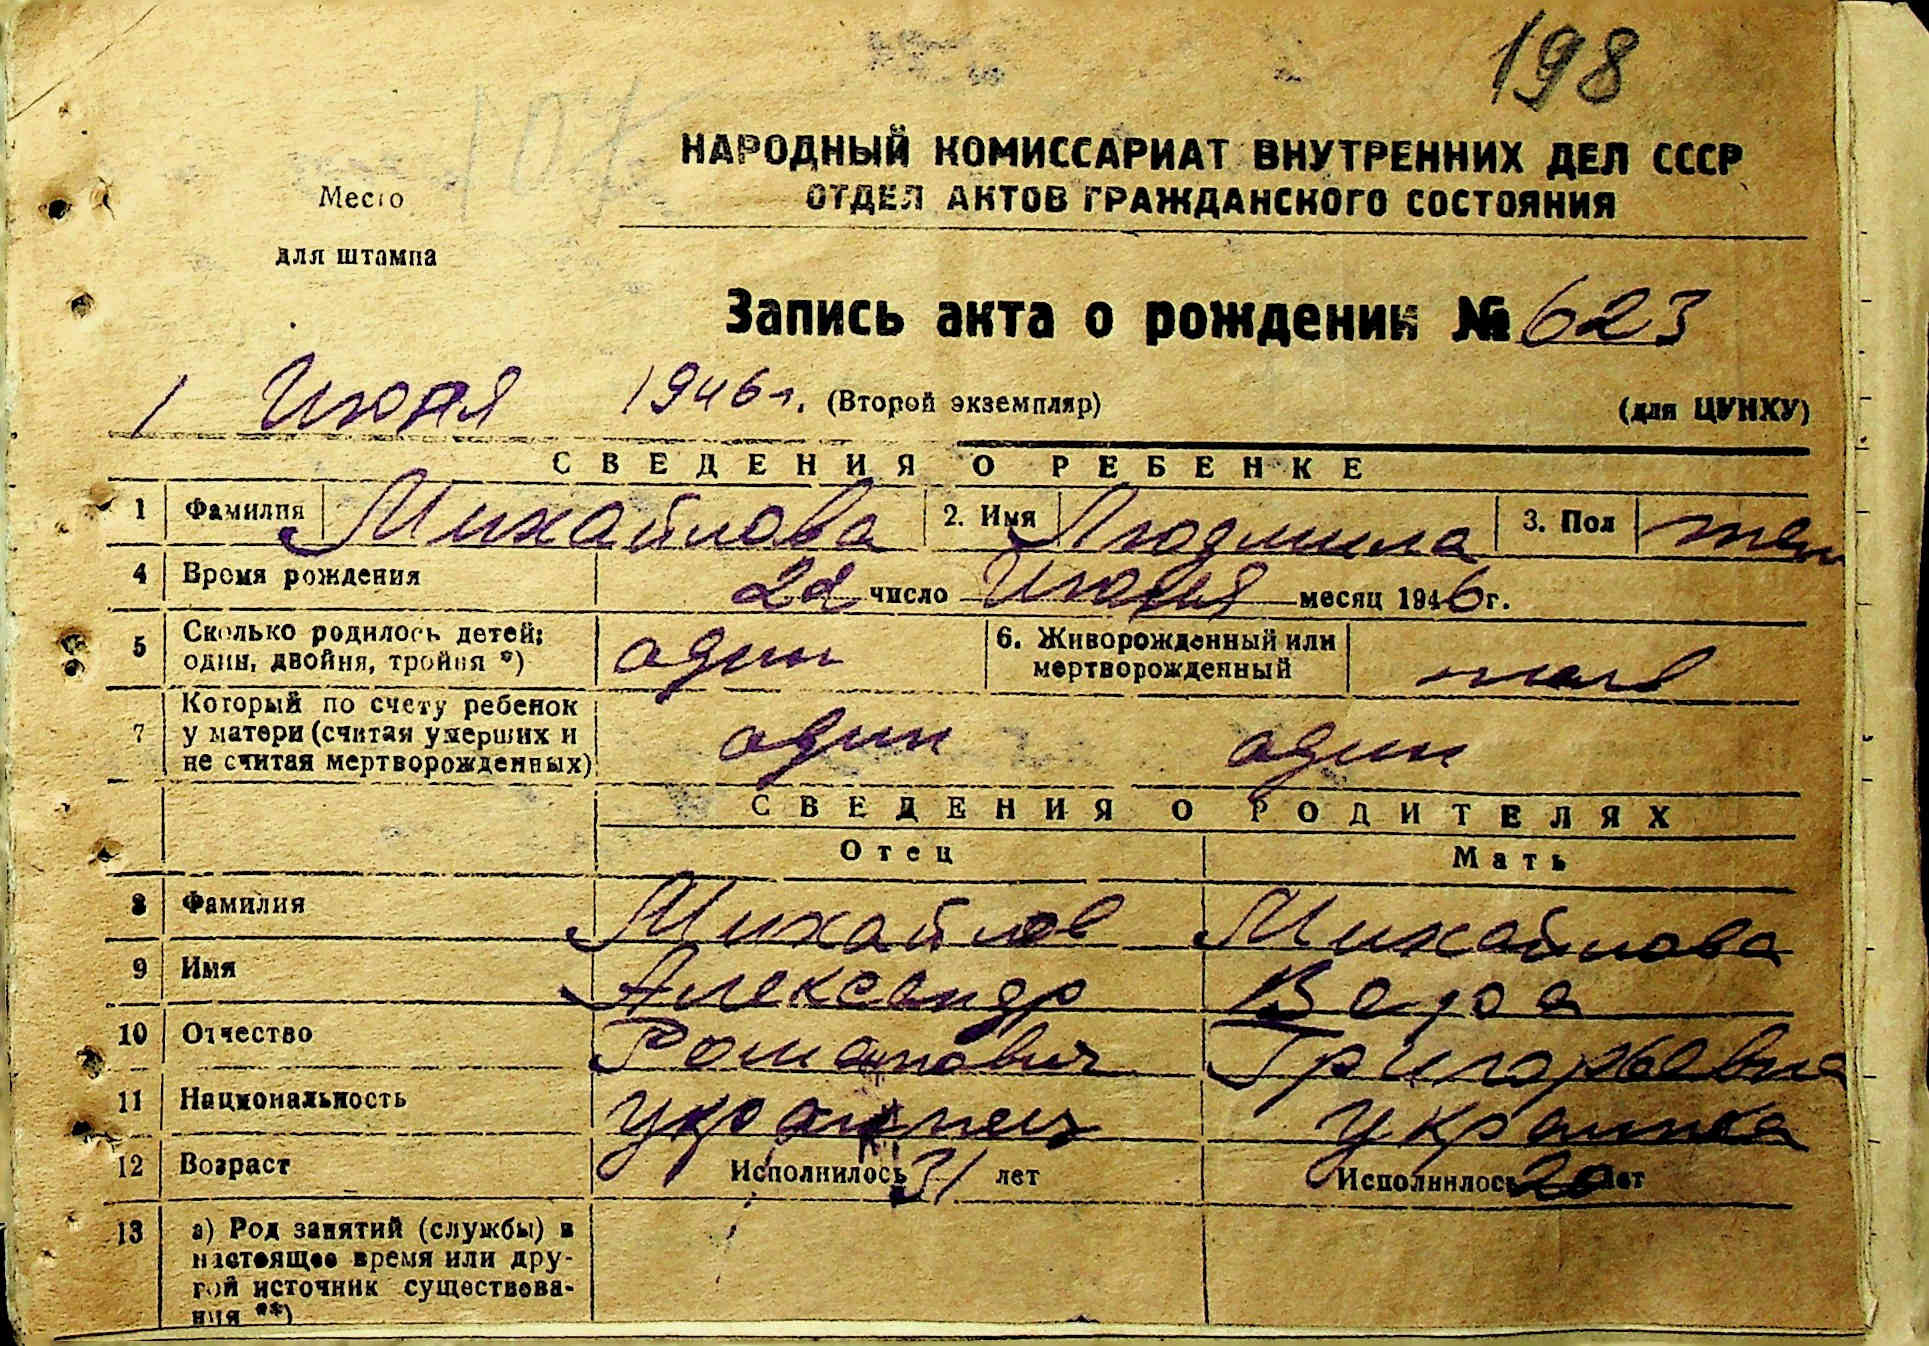 198
107
НАРОДНЫЙ КОМИССАРИАТ ВНУТРЕННИХ ДЕЛ СССР
ОТДЕЛ АКТОВ ГРАЖДАНСКОГО СОСТОЯНИЯ
Место
для штампа
Запись акта о рождении № 623
1 Июля 1946 г. (Второй экземпляр) (для ЦУНХУ)
СВЕДЕНИЯ О РЕБЕНКЕ
1 Фамилия Михайлова 2. Имя Людмила 3. Пол жен
4 Время рождения 22 число Июня месяц 1946 г.
5 Сколько родилось детей: один, двойня, тройня *) один 6. Живорожденный или мертворожденный жив
7 Который по счету ребенок у матери (считая умерших и не считая мертворожденных) один один
СВЕДЕНИЯ О РОДИТЕЛЯХ
Отец Мать
8 Фамилия Михайлов Михайлова
9 Имя Александр
10 Отчество Романович Григорьевна
11 Национальность украинец украинка
12 Возраст Исполнилось 31 лет Исполнилось 20 лет
13 а) Род занятий (службы) в
настоящее время или дру-
гой источник существова-
ния **)